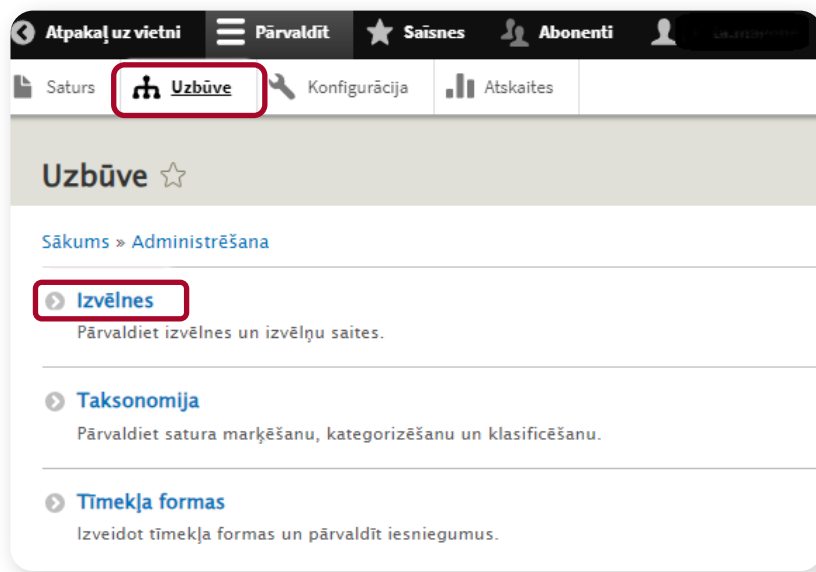 Atpakaļ uz vietni Pārvaldīt Saīsnes Abonenti
Saturs Uzbūve Konfigurācija Atskaites
Uzbūve
Sākums » Administrēšana
Izvēlnes
Pārvaldiet izvēlnes un izvēlņu saites.
Taksonomija
Pārvaldiet satura marķēšanu, kategorizēšanu un klasificēšanu.
Tīmekļa formas
Izveidot tīmekļa formas un pārvaldīt iesniegumus.